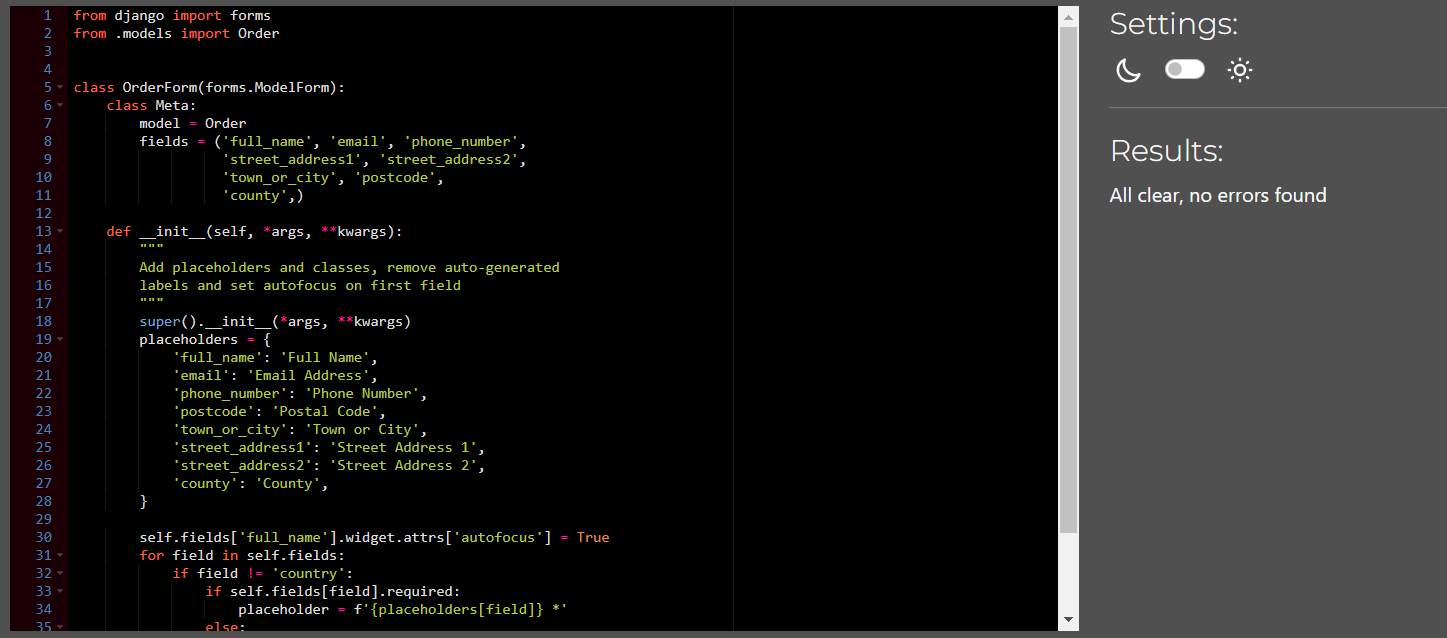 1 from django import forms
2 from .models import Order
3
4
5 class OrderForm(forms.ModelForm):
6     class Meta:
7         model = Order
8         fields = ('full_name', 'email', 'phone_number',
9                   'street_address1', 'street_address2',
10                   'town_or_city', 'postcode',
11                   'county',)
12
13     def __init__(self, *args, **kwargs):
14         """
15         Add placeholders and classes, remove auto-generated
16         labels and set autofocus on first field
17         """
18         super().__init__(*args, **kwargs)
19         placeholders = {
20             'full_name': 'Full Name',
21             'email': 'Email Address',
22             'phone_number': 'Phone Number',
23             'postcode': 'Postal Code',
24             'town_or_city': 'Town or City',
25             'street_address1': 'Street Address 1',
26             'street_address2': 'Street Address 2',
27             'county': 'County',
28         }
29
30         self.fields['full_name'].widget.attrs['autofocus'] = True
31         for field in self.fields:
32             if field != 'country':
33                 if self.fields[field].required:
34                     placeholder = f'{placeholders[field]} *'
35                 else:
Settings:
Results:
All clear, no errors found